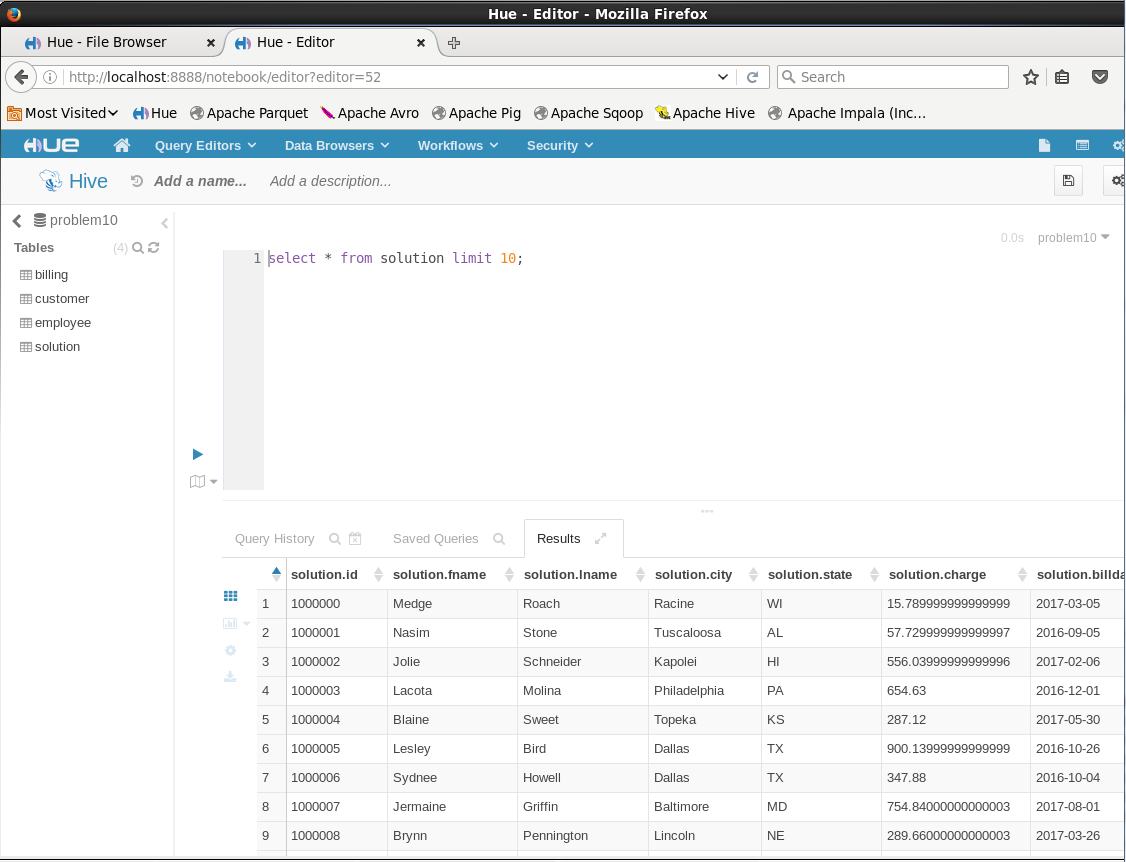 Hue - Editor - Mozilla Firefox
Hue - File Browser × Hue - Editor ×
http://localhost:8888/notebook/editor?editor=52 Search
Most Visited Hue Apache Parquet Apache Avro Apache Pig Apache Sqoop Apache Hive Apache Impala (Inc...
HUE Query Editors Data Browsers Workflows Security
Hive Add a name... Add a description...
problem10
Tables (4)
billing
customer
employee
solution
0.0s problem10
1 select * from solution limit 10;
Query History Saved Queries Results
solution.id solution.fname solution.lname solution.city solution.state solution.charge solution.billda
1 1000000 Medge Roach Racine WI 15.789999999999999 2017-03-05
2 1000001 Nasim Stone Tuscaloosa AL 57.729999999999997 2016-09-05
3 1000002 Jolie Schneider Kapolei HI 556.03999999999996 2017-02-06
4 1000003 Lacota Molina Philadelphia PA 654.63 2016-12-01
5 1000004 Blaine Sweet Topeka KS 287.12 2017-05-30
6 1000005 Lesley Bird Dallas TX 900.13999999999999 2016-10-26
7 1000006 Sydnee Howell Dallas TX 347.88 2016-10-04
8 1000007 Jermaine Griffin Baltimore MD 754.84000000000003 2017-08-01
9 1000008 Brynn Pennington Lincoln NE 289.66000000000003 2017-03-26